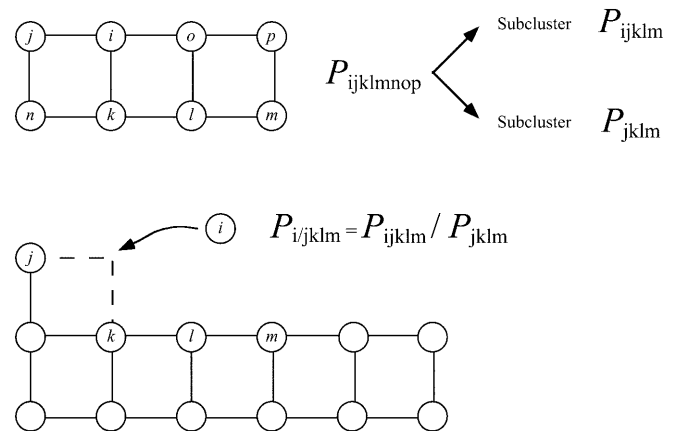 j i o p
Subcluster P_ijklm
P_ijklmnop
n k l m
Subcluster P_jklm
i P_i/jklm = P_ijklm / P_jklm
j
k l m